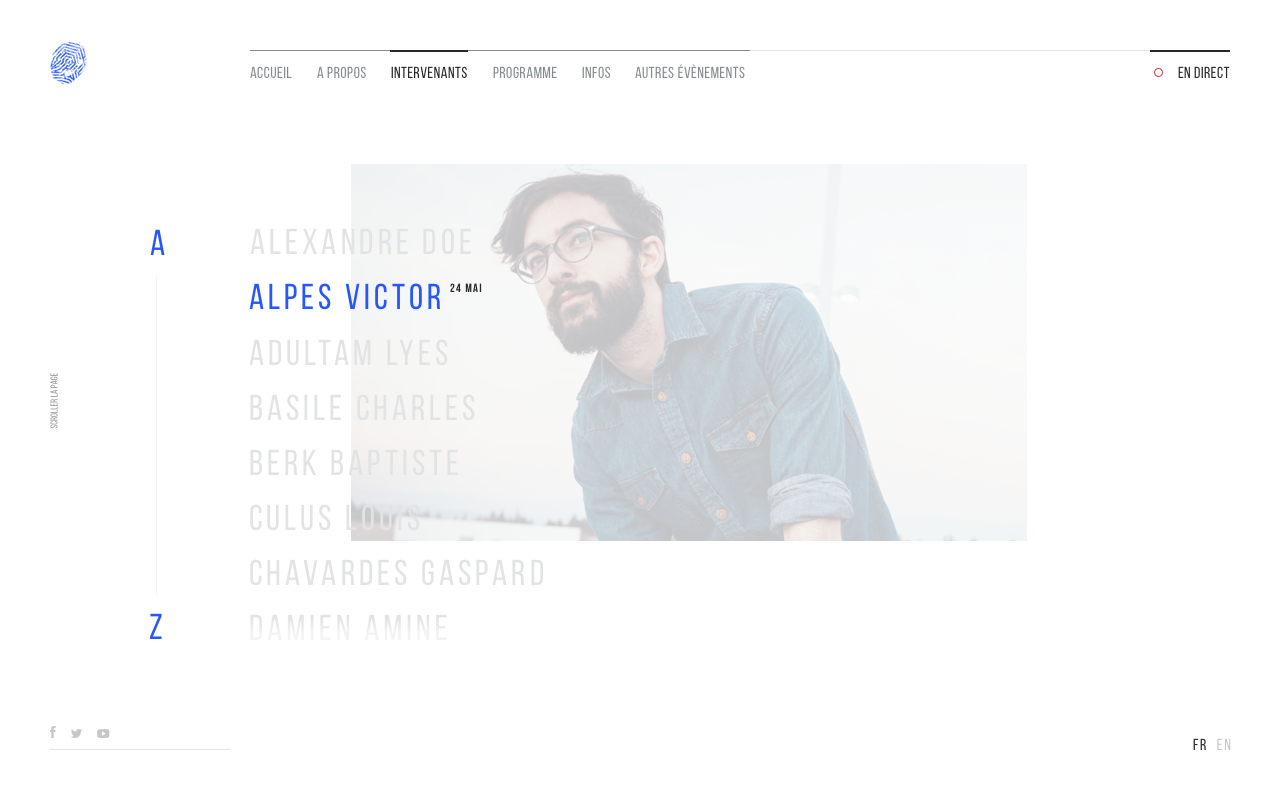 ACCUEIL A PROPOS INTERVENANTS PROGRAMME INFOS AUTRES ÉVÈNEMENTS EN DIRECT
A
ALEXANDRE DOE
ALPES VICTOR 24 MAI
ADULTAM LYES
BASILE CHARLES
BERK BAPTISTE
CULUS LOUIS
CHAVARDES GASPARD
DAMIEN AMINE
Z
SCROLLER LA PAGE
FR EN